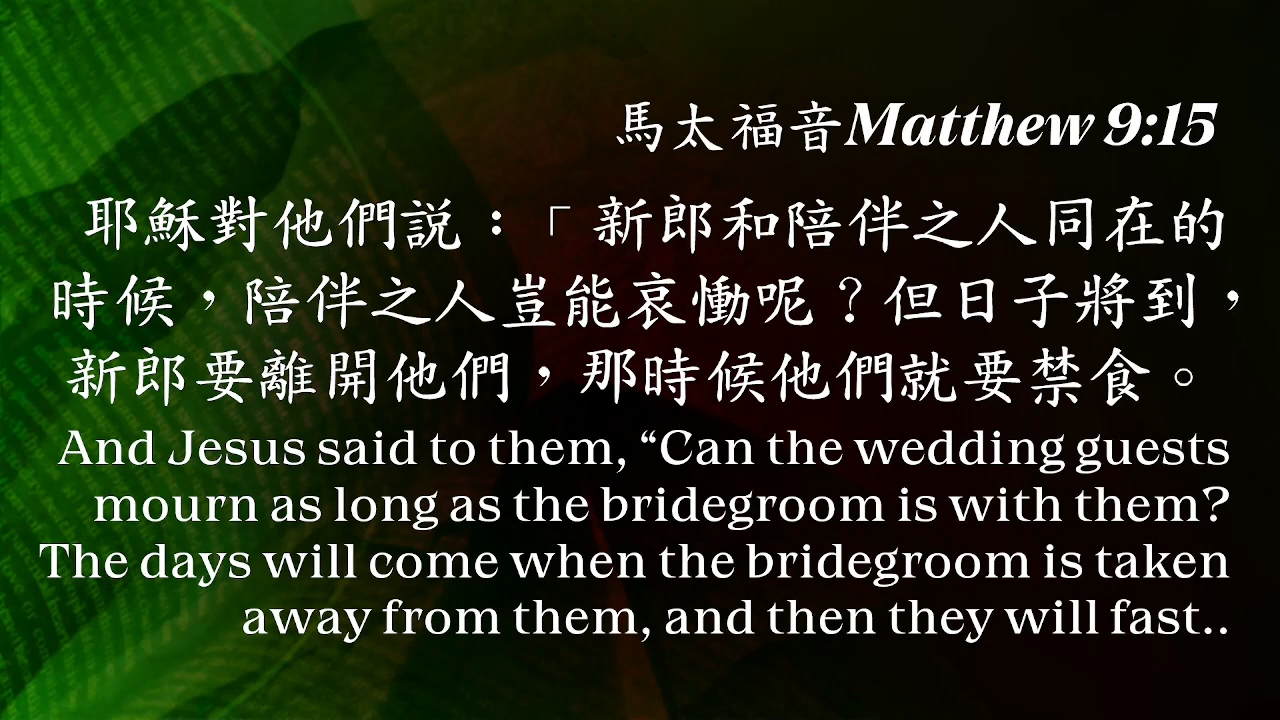 馬太福音Matthew 9:15
耶穌對他們説：「新郎和陪伴之人同在的
時候，陪伴之人豈能哀慟呢？但日子將到，
新郎要離開他們，那時候他們就要禁食。
And Jesus said to them, “Can the wedding guests
mourn as long as the bridegroom is with them?
The days will come when the bridegroom is taken
away from them, and then they will fast..